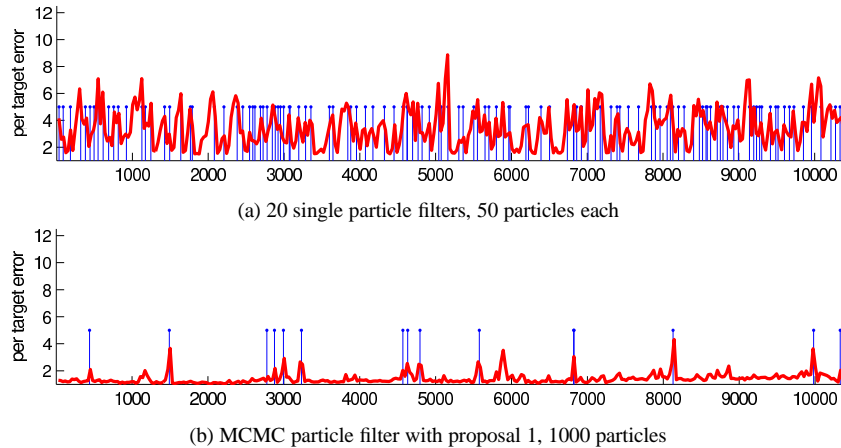 12
10
8
6
4
2
per target error
1000 2000 3000 4000 5000 6000 7000 8000 9000 10000
(a) 20 single particle filters, 50 particles each
12
10
8
6
4
2
per target error
1000 2000 3000 4000 5000 6000 7000 8000 9000 10000
(b) MCMC particle filter with proposal 1, 1000 particles